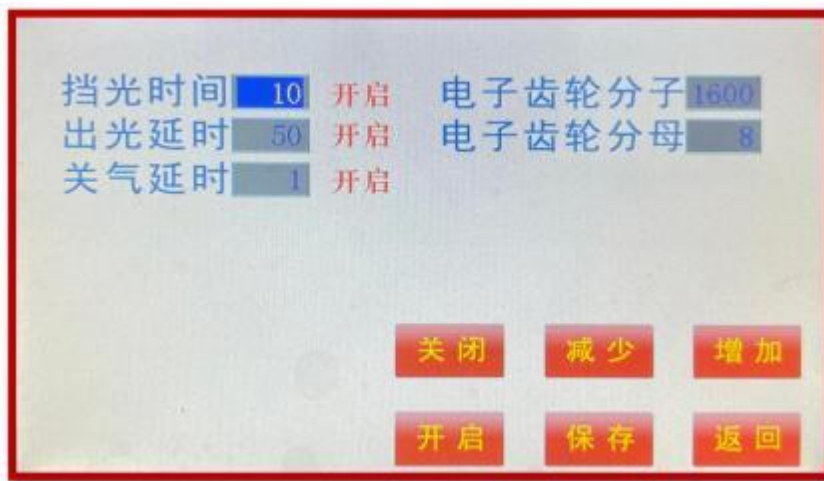 挡光时间 10 开启 电子齿轮分子 1600
出光延时 50 开启 电子齿轮分母 8
关气延时 1 开启
关闭 减少 增加
开启 保存 返回